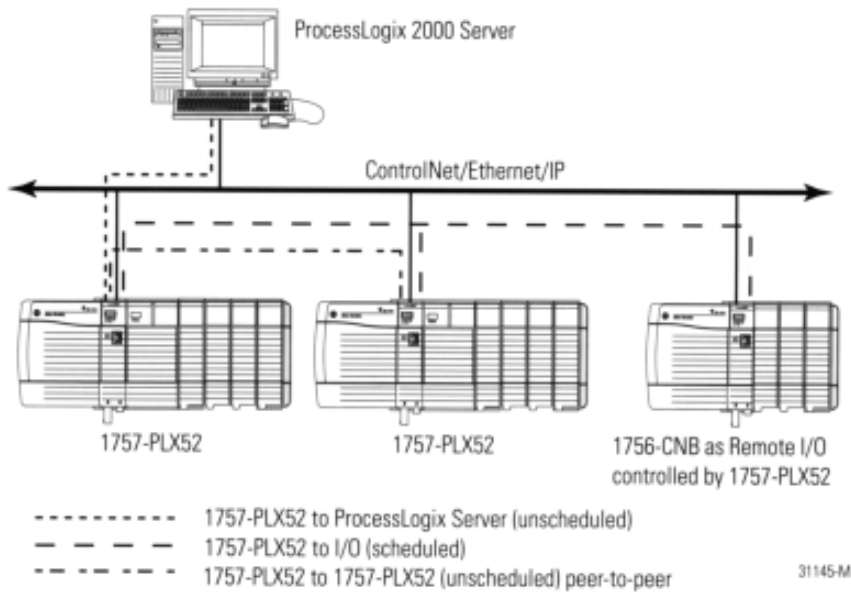 ProcessLogix 2000 Server
ControlNet/Ethernet/IP
1757-PLX52
1757-PLX52
1756-CNB as Remote I/O
controlled by 1757-PLX52
1757-PLX52 to ProcessLogix Server (unscheduled)
1757-PLX52 to I/O (scheduled)
1757-PLX52 to 1757-PLX52 (unscheduled) peer-to-peer
31145-M